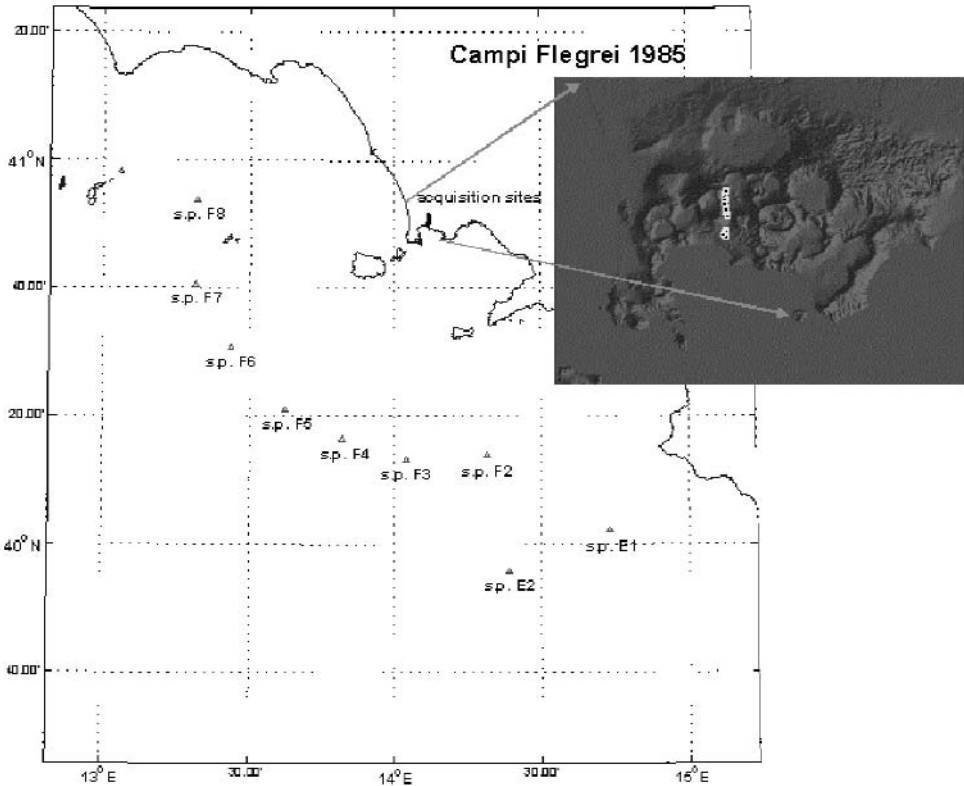 20.00'
Campi Flegrei 1985
41° N
acquisition sites
s.p. F8
40.00'
s.p. F7
s.p. F6
20.00'
s.p. F5
s.p. F4
s.p. F3
s.p. F2
40° N
s.p. E1
s.p. E2
40.00'
13° E
30.00'
14° E
30.00'
15° E